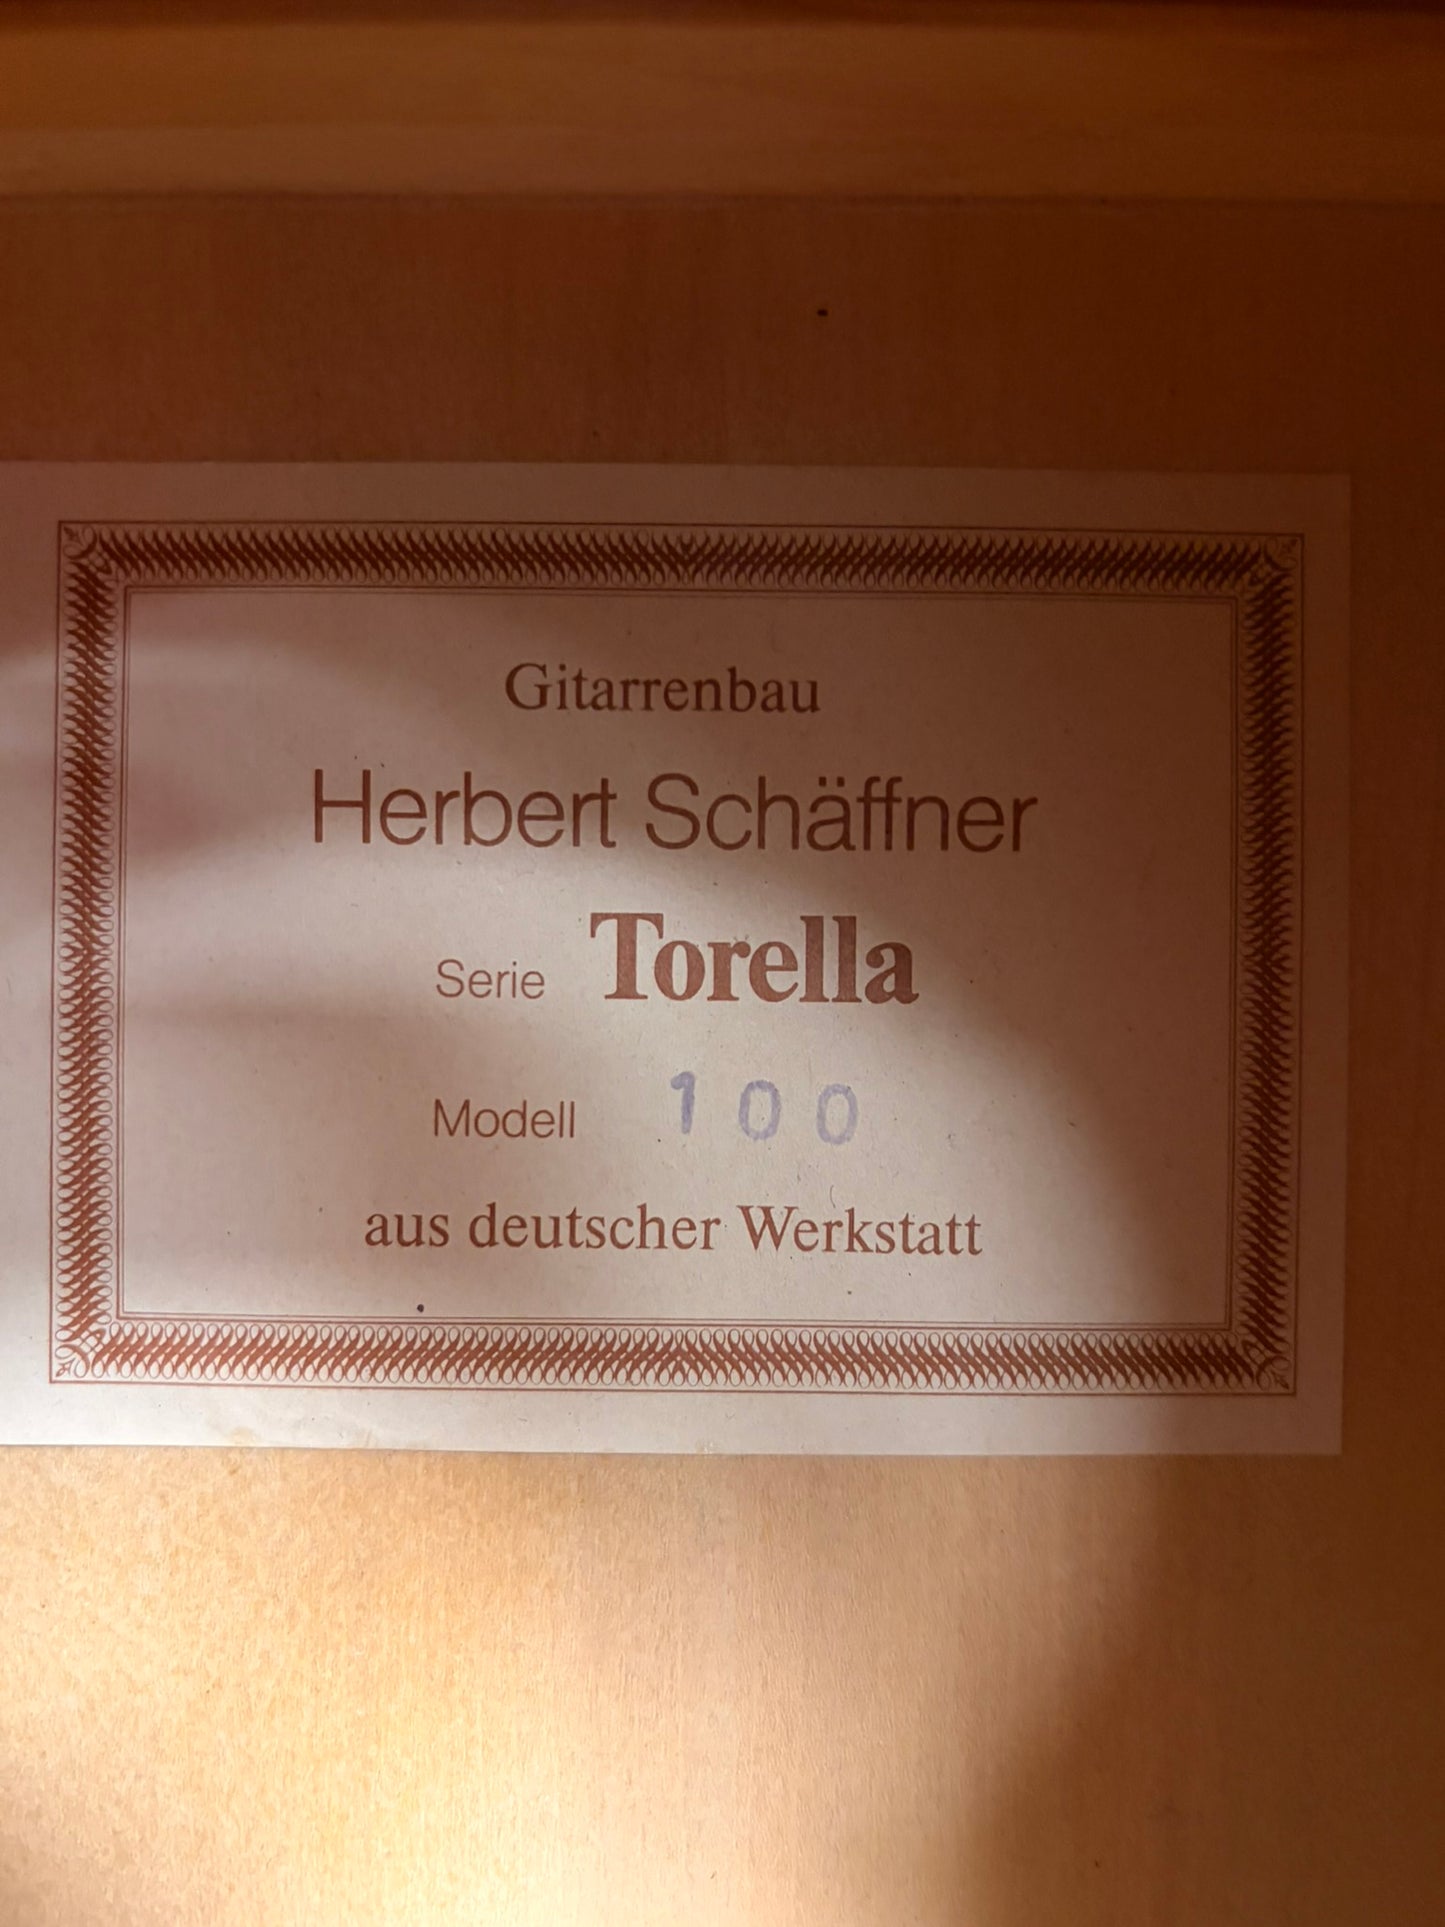 Gitarrenbau
Herbert Schäffner
Serie Torella
Modell 100
aus deutscher Werkstatt